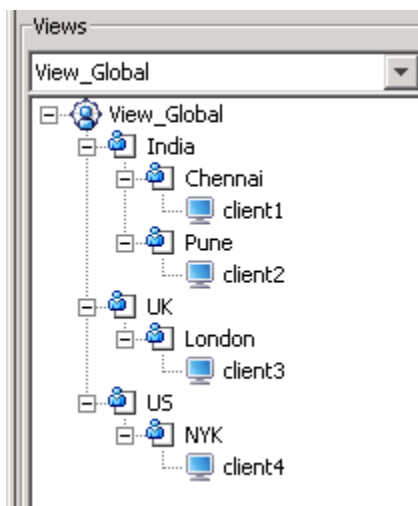 Views
View_Global
View_Global
India
Chennai
client1
Pune
client2
UK
London
client3
US
NYK
client4